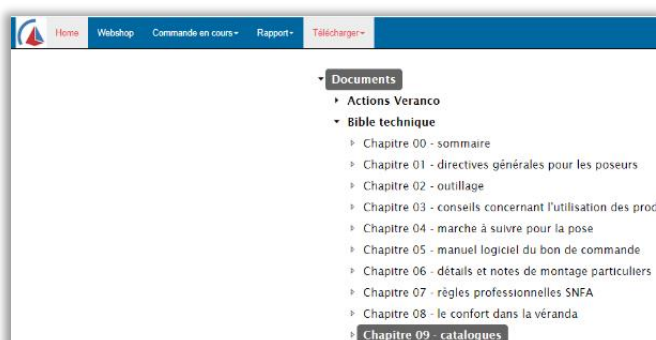 Home Webshop Commande en cours Rapport Télécharger
Documents
Actions Veranco
Bible technique
Chapitre 00 - sommaire
Chapitre 01 - directives générales pour les poseurs
Chapitre 02 - outillage
Chapitre 03 - conseils concernant l'utilisation des prod
Chapitre 04 - marche à suivre pour la pose
Chapitre 05 - manuel logiciel du bon de commande
Chapitre 06 - détails et notes de montage particuliers
Chapitre 07 - règles professionnelles SNFA
Chapitre 08 - le confort dans la véranda
Chapitre 09 - catalogues